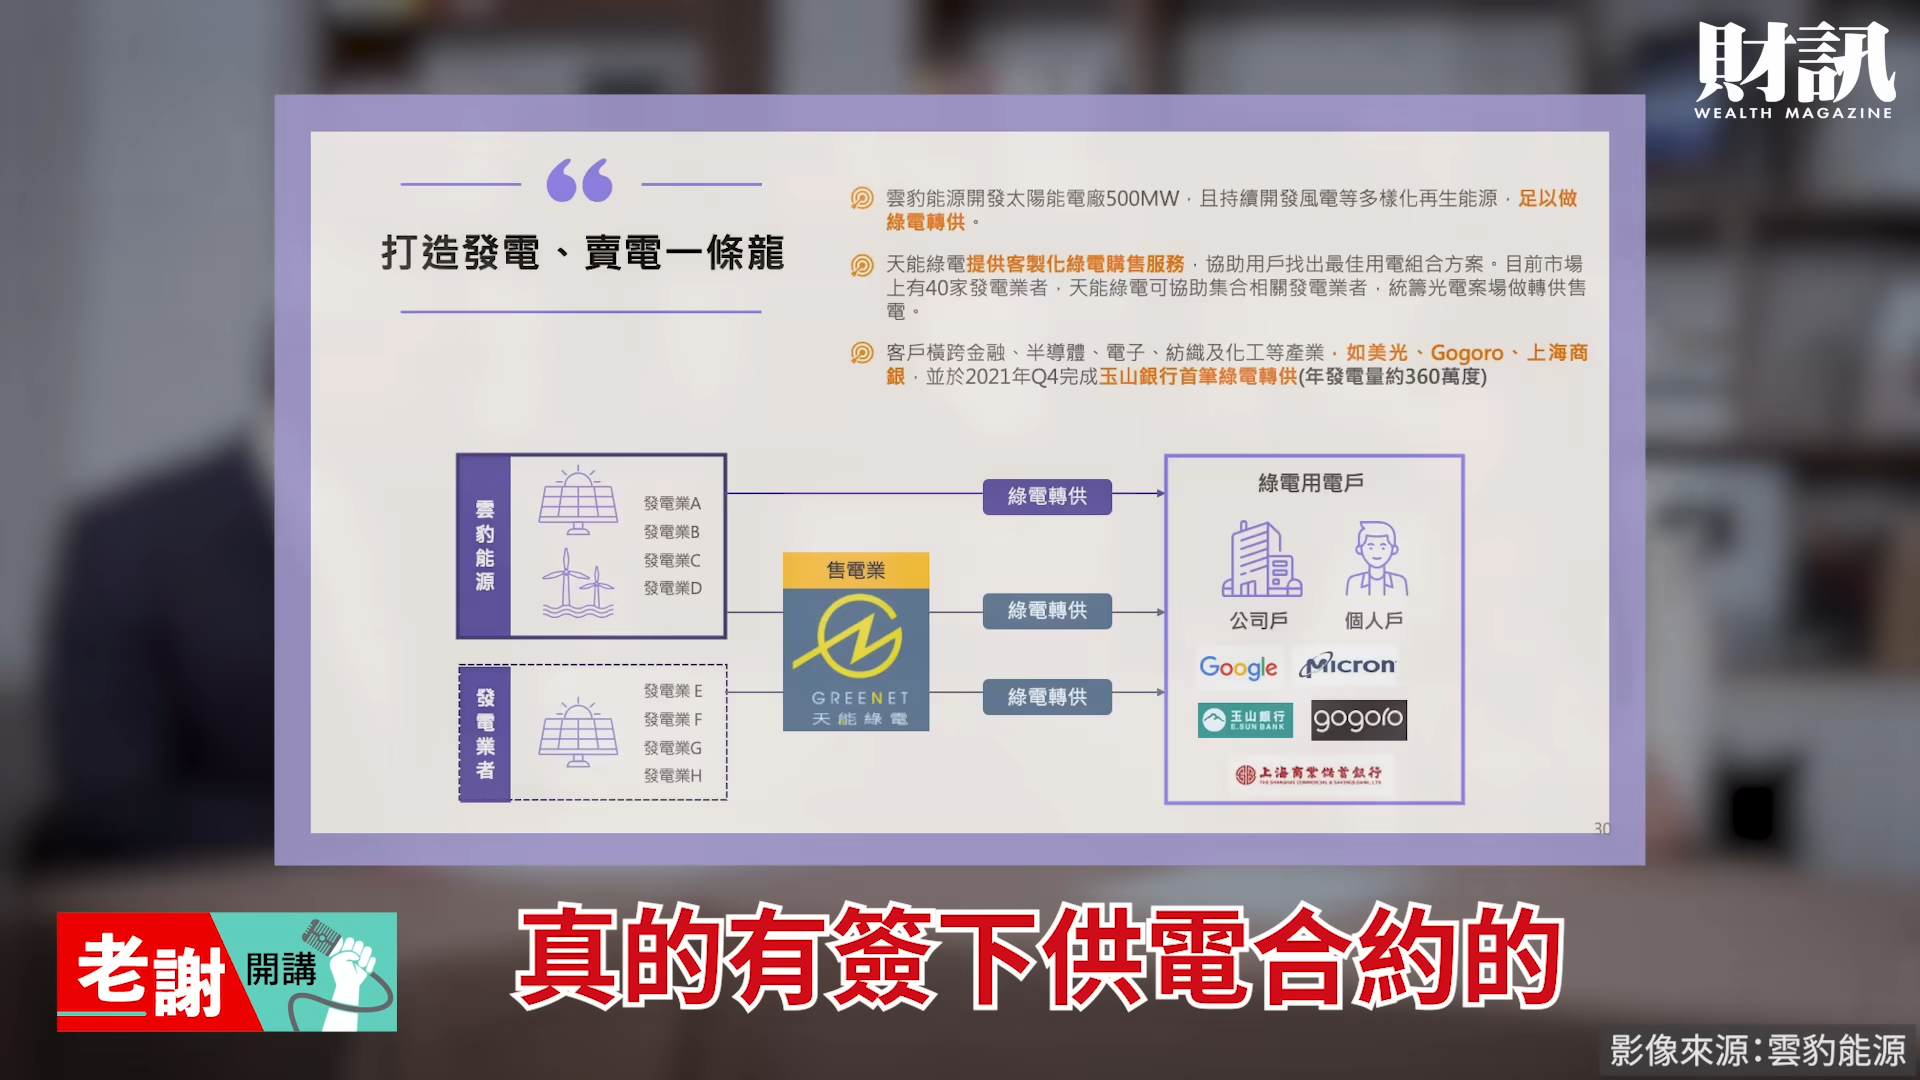 財訊
WEALTH MAGAZINE
打造發電、賣電一條龍
雲豹能源開發太陽能電廠500MW，且持續開發風電等多樣化再生能源，足以做
綠電轉供。
天能綠電提供客製化綠電購售服務，協助用戶找出最佳用電組合方案。目前市場
上有40家發電業者，天能綠電可協助集合相關發電業者，統籌光電案場做轉供售
電。
客戶橫跨金融、半導體、電子、紡織及化工等產業，如美光、Gogoro、上海商
銀，並於2021年Q4完成玉山銀行首筆綠電轉供(年發電量約360萬度)
雲豹能源
發電業A
發電業B
發電業C
發電業D
發電業者
發電業E
發電業F
發電業G
發電業H
售電業
GREENET
天能綠電
綠電轉供
綠電轉供
綠電轉供
綠電用電戶
公司戶
個人戶
Google
Micron
玉山銀行
E.SUN BANK
gogoro
上海商業儲蓄銀行
THE SHANGHAI COMMERCIAL & SAVINGS BANK, LTD.
30
老謝
開講
真的有簽下供電合約的
影像來源:雲豹能源